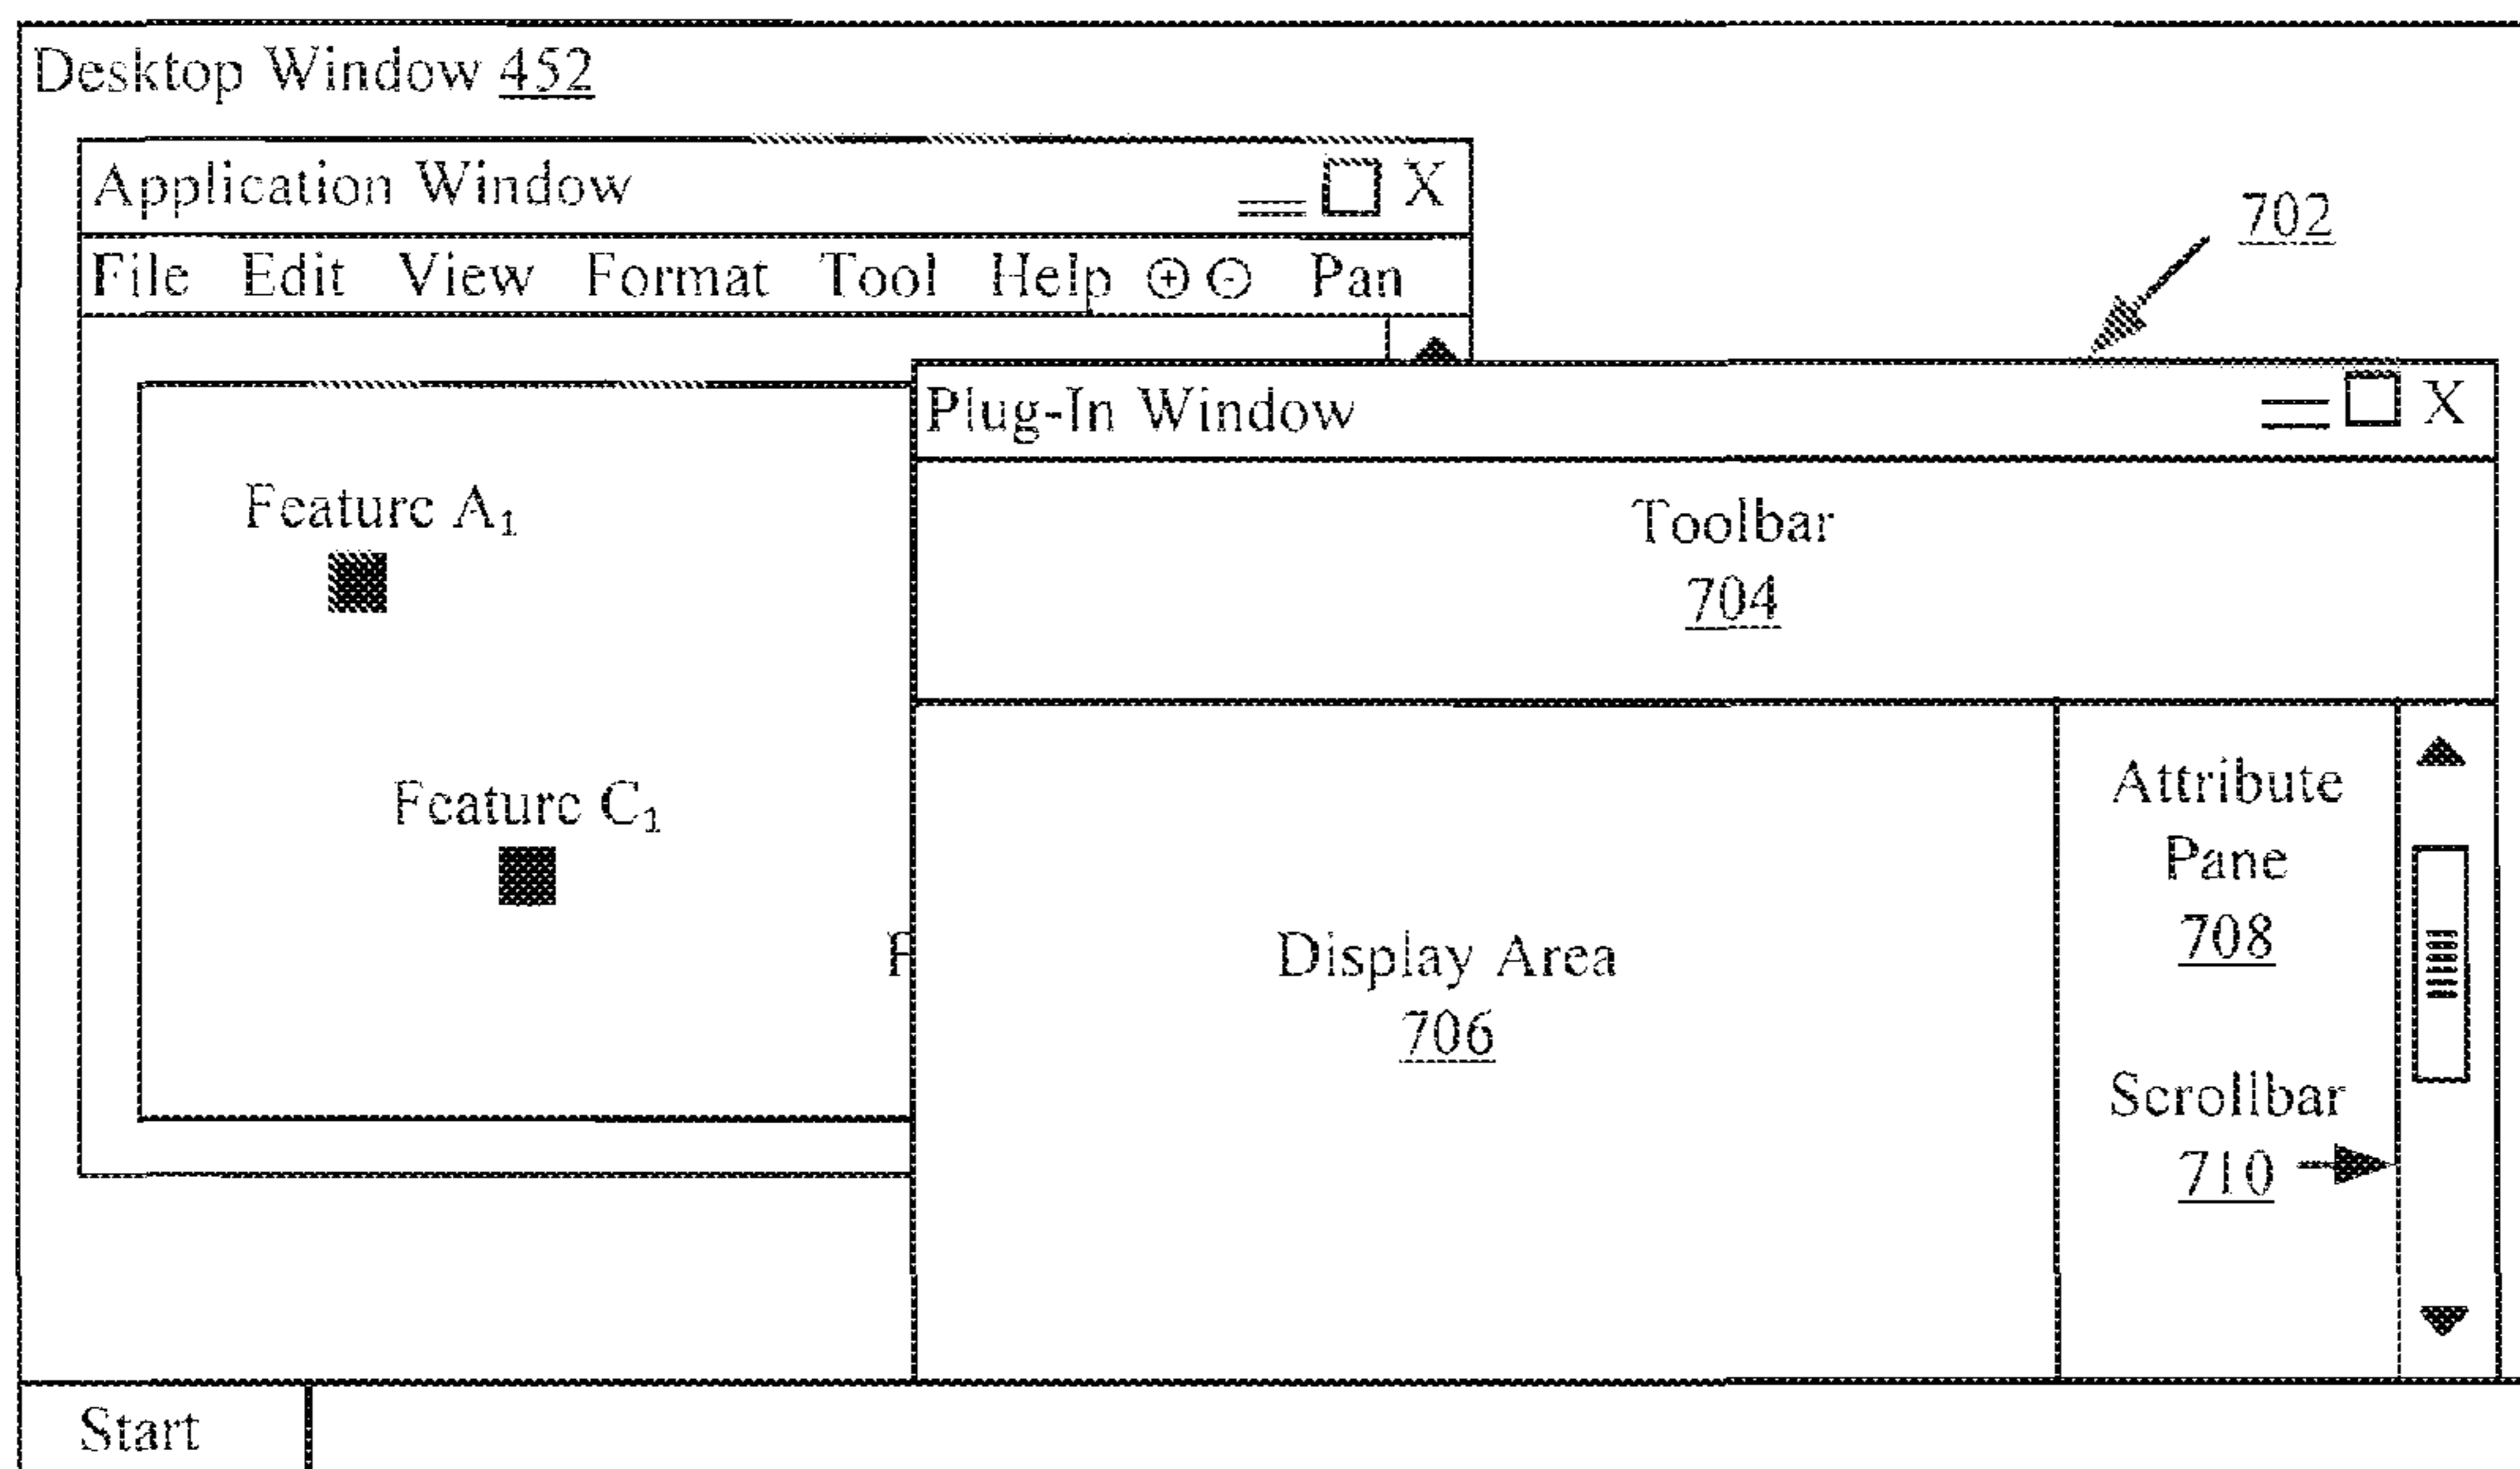 Desktop Window 452
Application Window X
File Edit View Format Tool Help + - Pan
702
Plug-In Window X
Feature A1
Toolbar
704
Feature C1
Attribute
Pane
708
F
Display Area
706
Scrollbar
710
Start